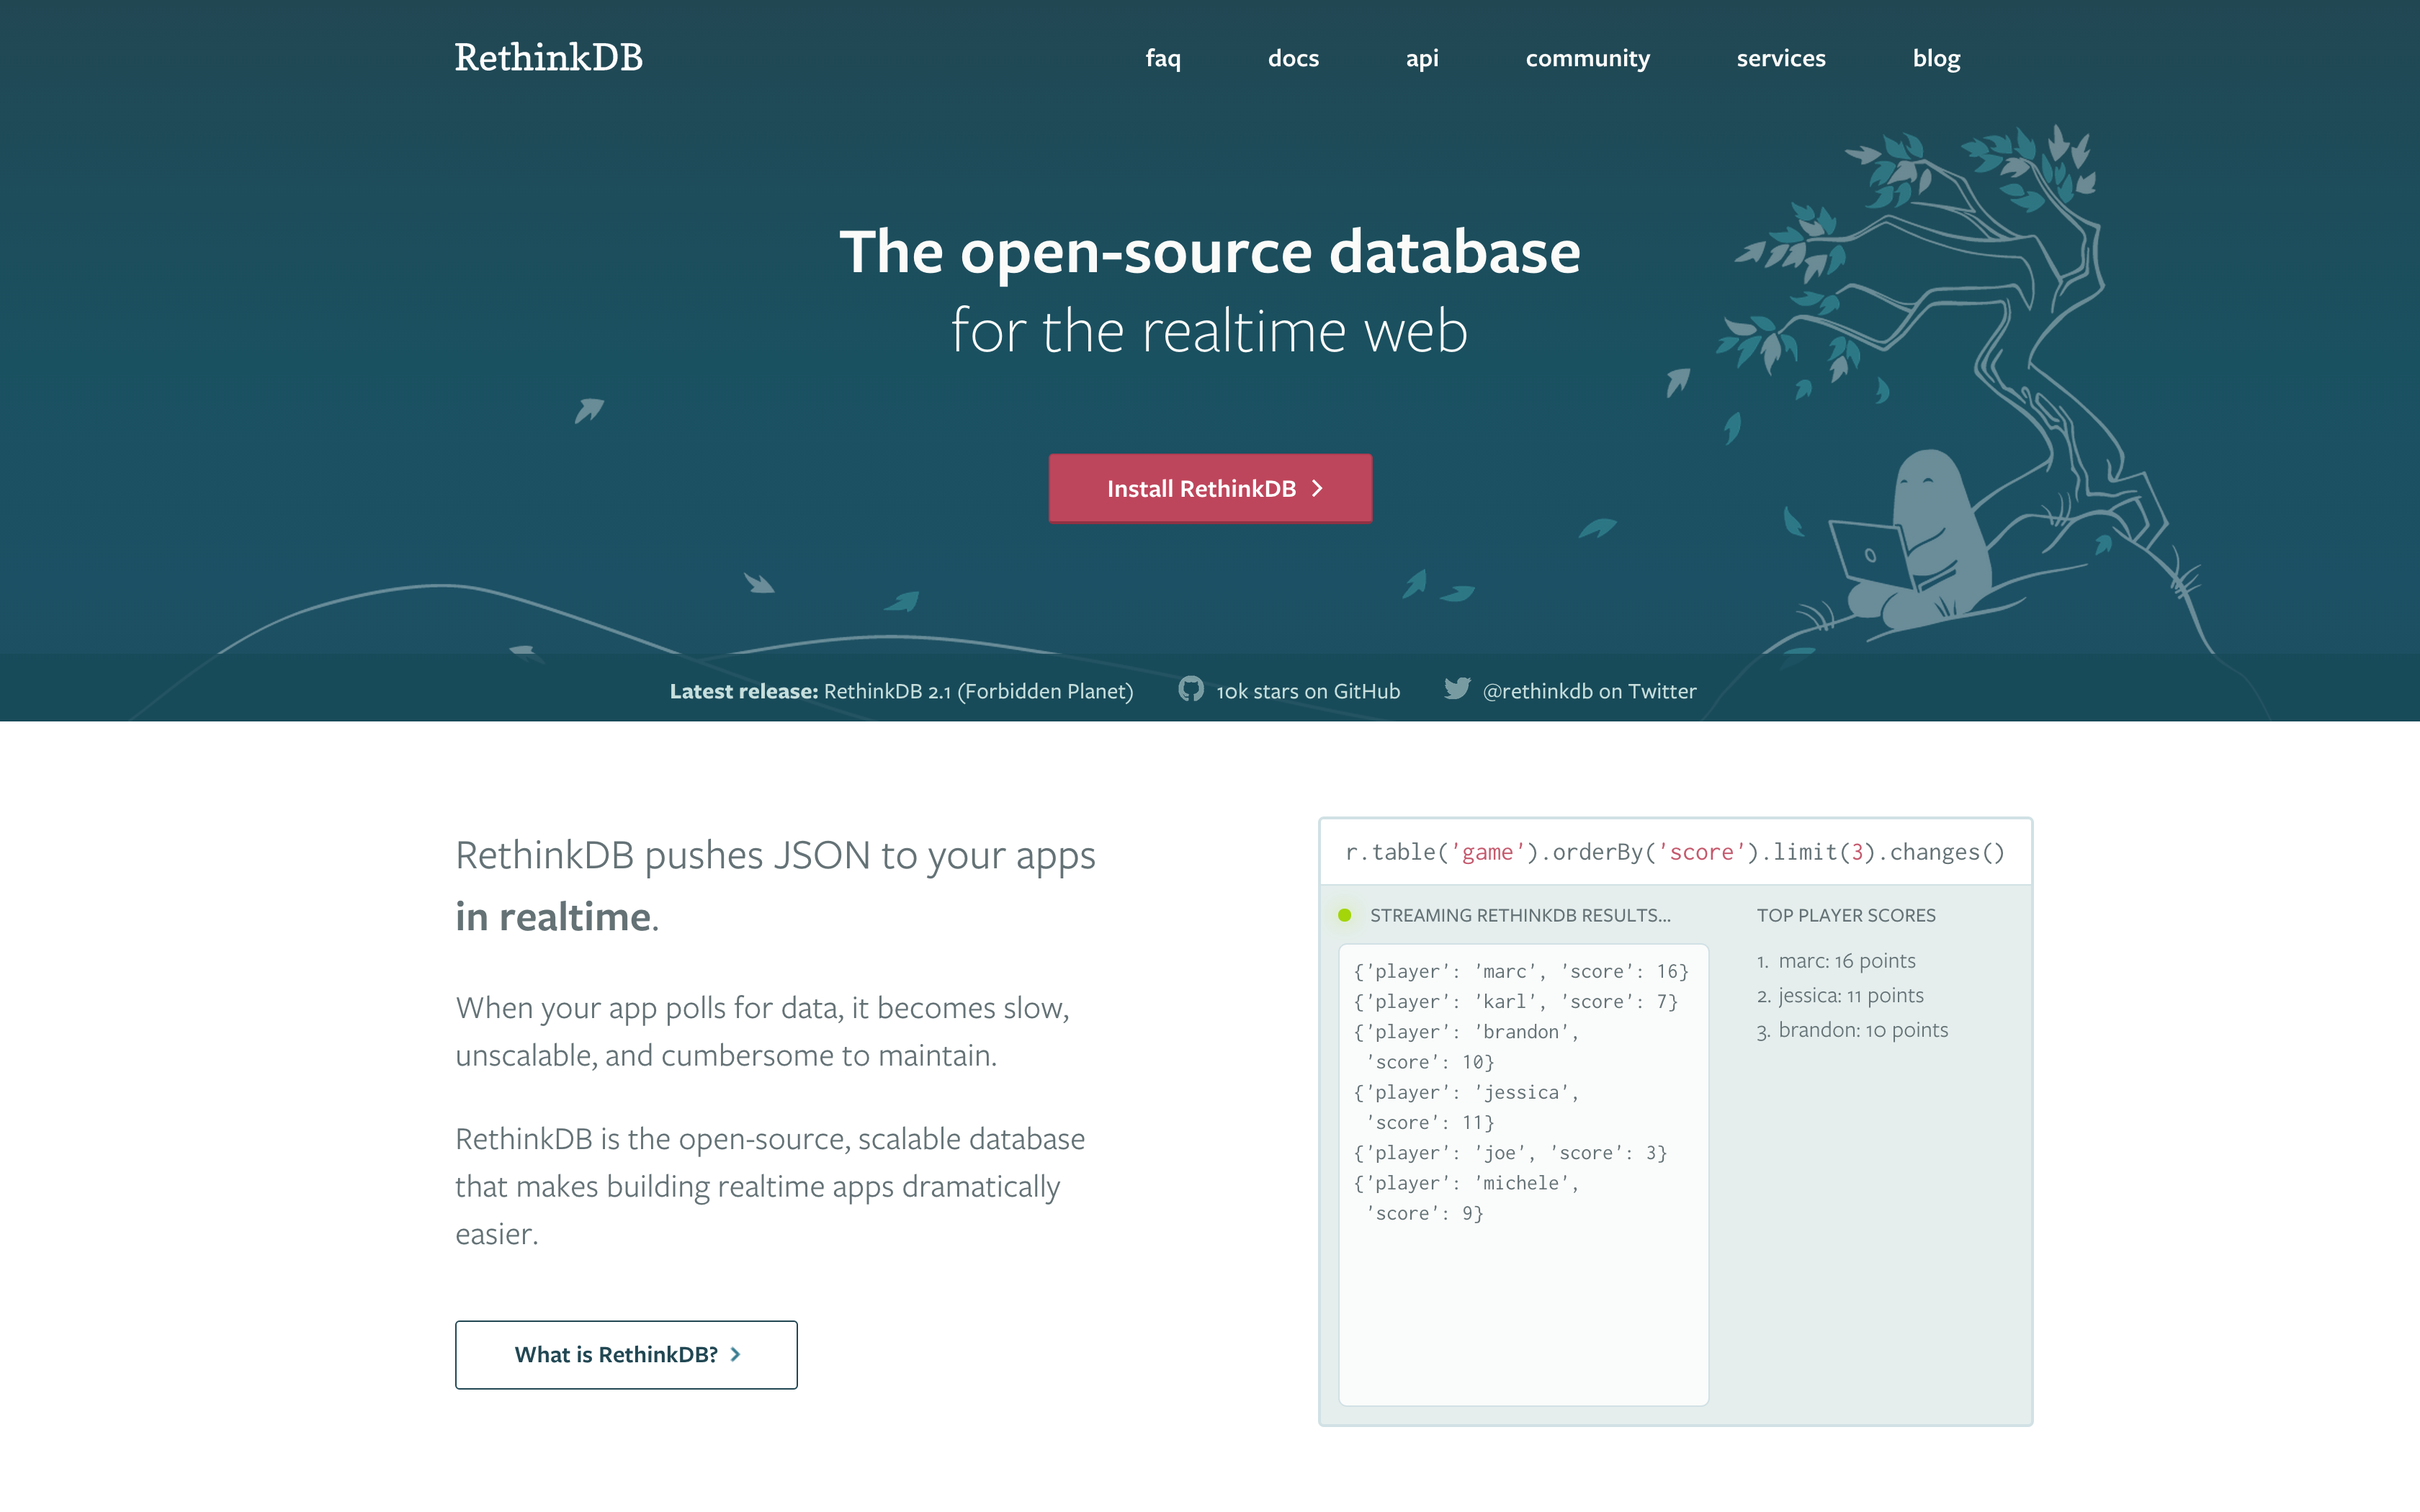 RethinkDB
faq docs api community services blog
The open-source database
for the realtime web
Install RethinkDB
Latest release: RethinkDB 2.1 (Forbidden Planet) 10k stars on GitHub @rethinkdb on Twitter
RethinkDB pushes JSON to your apps
in realtime.
When your app polls for data, it becomes slow,
unscalable, and cumbersome to maintain.
RethinkDB is the open-source, scalable database
that makes building realtime apps dramatically
easier.
What is RethinkDB?
r.table('game').orderBy('score').limit(3).changes()
STREAMING RETHINKDB RESULTS...
{'player': 'marc', 'score': 16}
{'player': 'karl', 'score': 7}
{'player': 'brandon',
'score': 10}
{'player': 'jessica',
'score': 11}
{'player': 'joe', 'score': 3}
{'player': 'michele',
'score': 9}
TOP PLAYER SCORES
1. marc: 16 points
2. jessica: 11 points
3. brandon: 10 points